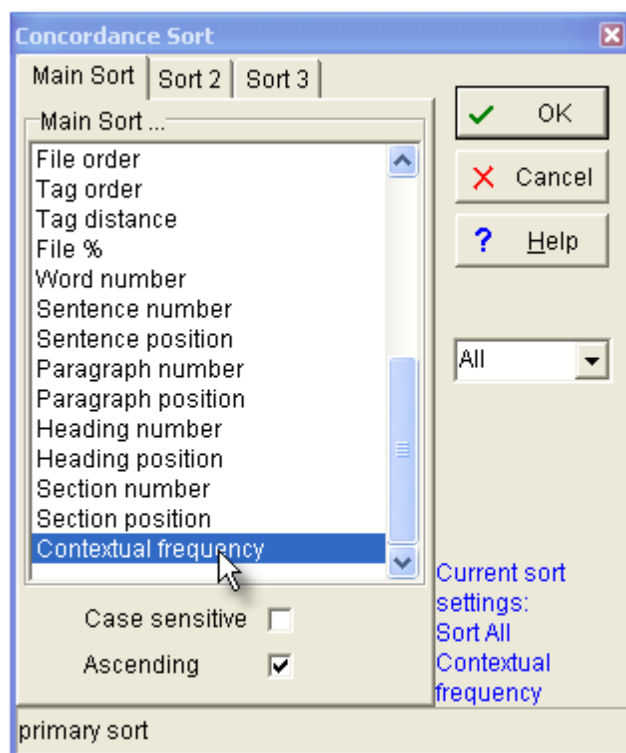 Concordance Sort
Main Sort
Sort 2
Sort 3
Main Sort ...
File order
Tag order
Tag distance
File %
Word number
Sentence number
Sentence position
Paragraph number
Paragraph position
Heading number
Heading position
Section number
Section position
Contextual frequency
Case sensitive
Ascending
OK
Cancel
? Help
All
Current sort
settings:
Sort All
Contextual
frequency
primary sort